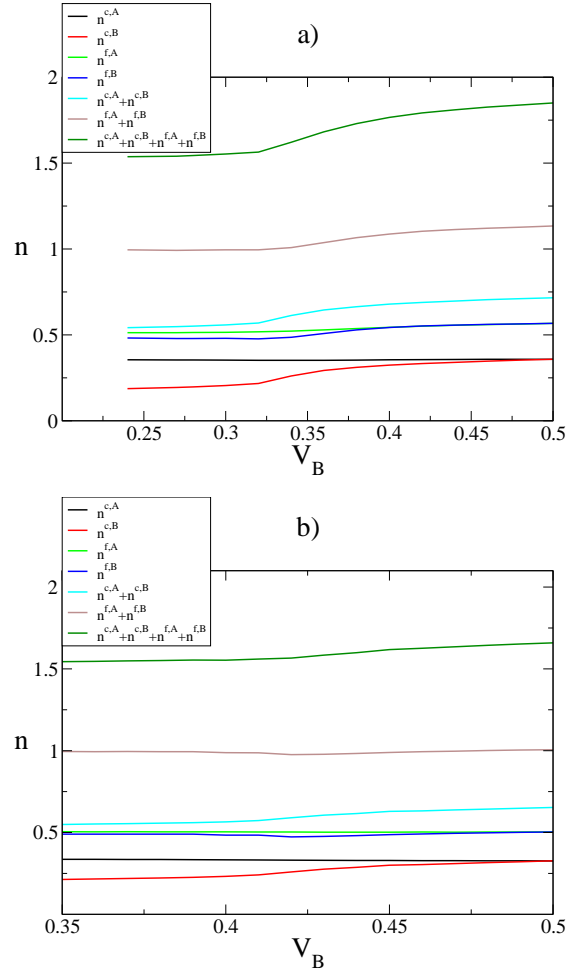 a)
n^c,A
n^c,B
n^f,A
n^f,B
n^c,A+n^c,B
n^f,A+n^f,B
n^c,A+n^c,B+n^f,A+n^f,B
2
1.5
1
0.5
0
n
0.25 0.3 0.35 0.4 0.45 0.5
V_B
b)
n^c,A
n^c,B
n^f,A
n^f,B
n^c,A+n^c,B
n^f,A+n^f,B
n^c,A+n^c,B+n^f,A+n^f,B
2
1.5
1
0.5
n
0.35 0.4 0.45 0.5
V_B